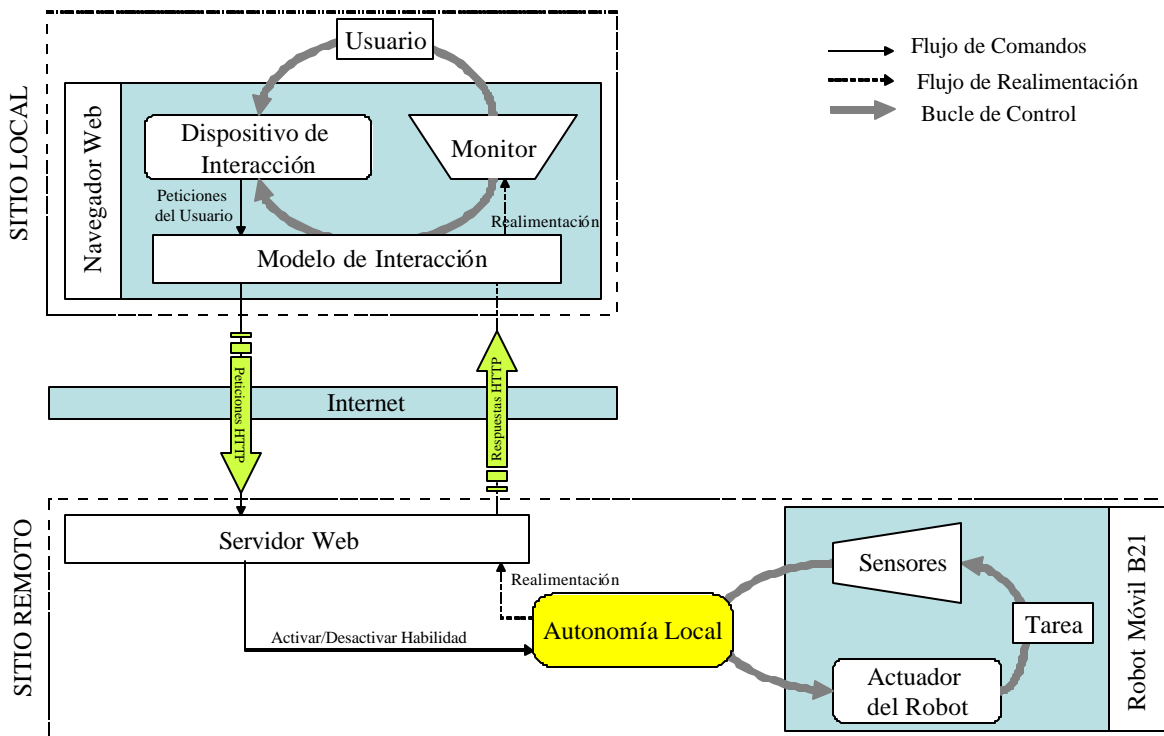 Usuario
Flujo de Comandos
Flujo de Realimentación
Bucle de Control
SITIO LOCAL
Navegador Web
Dispositivo de
Interacción
Monitor
Peticiones
del Usuario
Realimentación
Modelo de Interacción
Peticiones HTTP
Respuestas HTTP
Internet
SITIO REMOTO
Servidor Web
Realimentación
Activar/Desactivar Habilidad
Autonomía Local
Sensores
Tarea
Actuador
del Robot
Robot Móvil B21